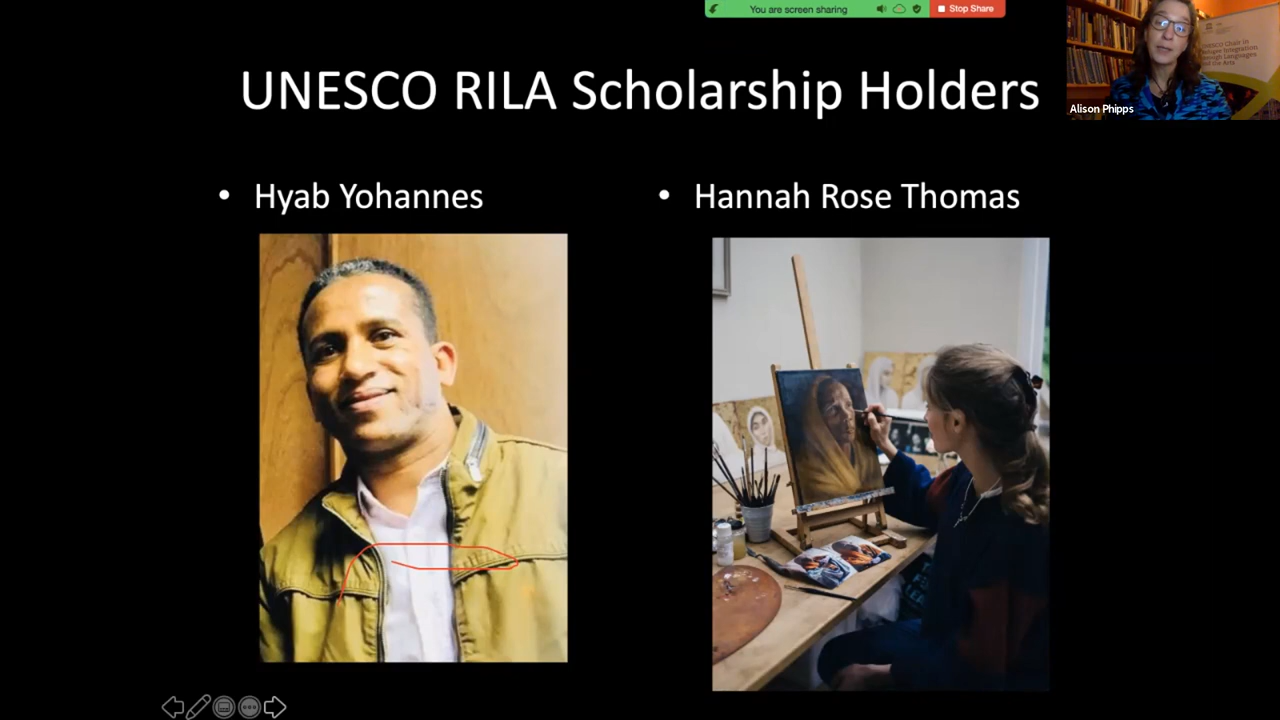 You are screen sharing
Stop Share
UNESCO RILA Scholarship Holders
Alison Phipps
• Hyab Yohannes
• Hannah Rose Thomas